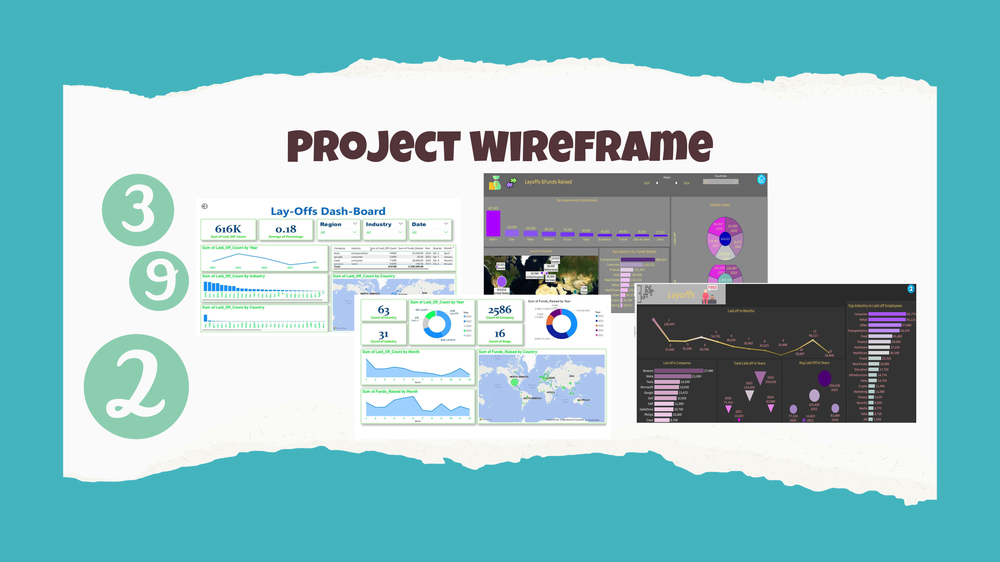 PROJECT WIREFRAME
3
9
2
Lay-Offs Dash-Board
616K
Sum of Laid_Off_Count
0.18
Average of Percentage
Region
All
Industry
All
Date
All
Sum of Laid_Off_Count by Year
2024 2023 2022 2021 2020
Company Industry Sum of Laid_Off_Count Sum of Funds_Raised Year Quarter Month
tesla transportation 14000 20,200.00 2024 Qtr 2 April
google consumer 12000 26.00 2023 Qtr 1 January
meta consumer 11000 26,000.00 2022 Qtr 4 Novem
amazon retail 10000 108.00 2022 Qtr 4 Novem
Total 616186 2,596,948.00
Sum of Laid_Off_Count by Industry
Sum of Laid_Off_Count by Country
NORTH AMERICA
ASIA
Sum of Laid_Off_Count by Country
Layoffs &Funds Raised
Years
2020 2024
Countries
Top Companies by Funds Raised
487,600
124,000
104,000
85,200
78,000
60,600
45,000
44,400
36,400
27,200
Netflix Uber Meta WeWork Rivian Tesla Bytedance Twitter Delivery Hero Xerox
United states
Laid off
64,302
2024
50,385
2020
179,961
2023
414,013
9,470
2021
109,895
2022
259,204
2024
154,897
2020
1,850,555
Laid off in Countries
10,321
Canada
13,619
Sweden
18,445
Netherlands
19,769
United Kingdom
26,353
Germany
414,013
United States
7,190
China
Top industry by Funds Raised
Transportation 485,823
Consumer 318,201
Finance 181,407
Food 139,808
Real Estate 132,533
Retail
Healthcare 103,
Other 68,37
Crypto 28,294
keting 25,671
63
Count of Country
31
Count of Industry
Sum of Laid_Off_Count by Year
Year
2023
2022
2024
2020
2021
2586
Count of Company
16
Count of Stage
Sum of Funds_Raised by Year
0.04M
(1.53%)
0.32M (12.34%)
0.32M
(12.49%)
1.1M (42.42%)
0.81M (31.23%)
Year
2022
2023
2020
2024
2021
Sum of Laid_Off_Count by Month
1 2 3 4 5 6 7 8 9 10 11 12
Month
Sum of Funds_Raised by Month
1 2 3 4 5 6 7 8 9 10 11 12
Month
Sum of Funds_Raised by Country
NORTH AMERICA
EUROPE
ASIA
AFRICA
SOUTH AMERICA
AUSTRALIA
© 2024 TomTom, © 2024 Microsoft Corporation, © OpenStreetMap
Layoffs
FIRED
2
Laid off in Months
1
128,447
2
57,645
3
56,288
4
69,766
5
54,781
6
38,556
7
30,902
8
25,623
9
10,486
10
28,667
11
60,117
12
18,408
Laid off in Companies
Amazon 27,840
Meta 21,000
Tesla 14,500
Microsoft 14,058
Google 13,472
Dell 12,650
SAP 11,000
Salesforce 10,790
Philips 10,000
Cisco 8,700
Total Laid off in Years
2023
250,029
2022
153,426
2020
77,319
2024
83,089
2021
15,823
Avg Laid Off In Years
250,029
2023
153,426
2022
77,319
2020
15,823
2021
83,089
2024
Top industry in Laid off Employees
Consumer 65,775
Retail 65,115
Other 57,866
Transportation 54,476
Food 41,482
Finance 39,062
Hardware 37,230
Healthcare 36,189
Travel 22,316
Real Estate 18,898
Education 17,729
Infrastructure 14,774
Sales 14,724
Crypto 11,494
Marketing 11,084
Fitness 9,579
Security 9,059
Media 8,775
Data 8,718
HR 7,504